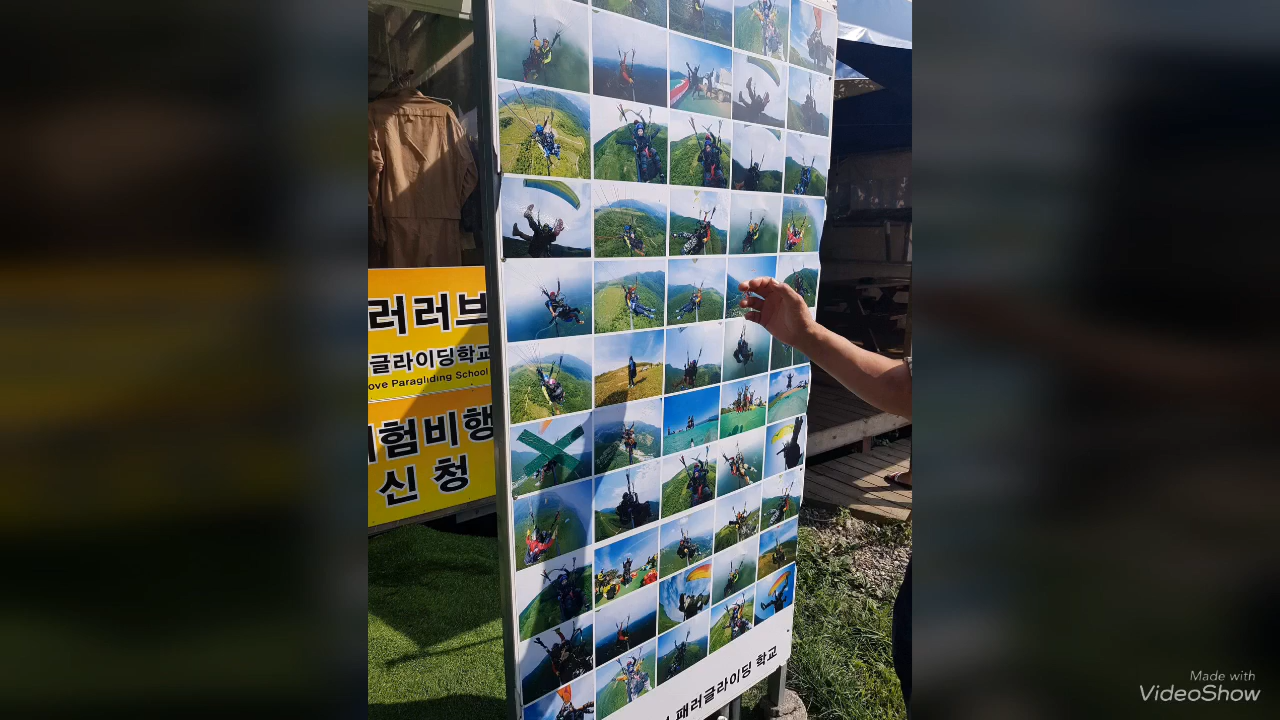 러러브
글라이딩학교
ove Paragliding School
험비행
신청
패러글라이딩 학교
Made with
VideoShow